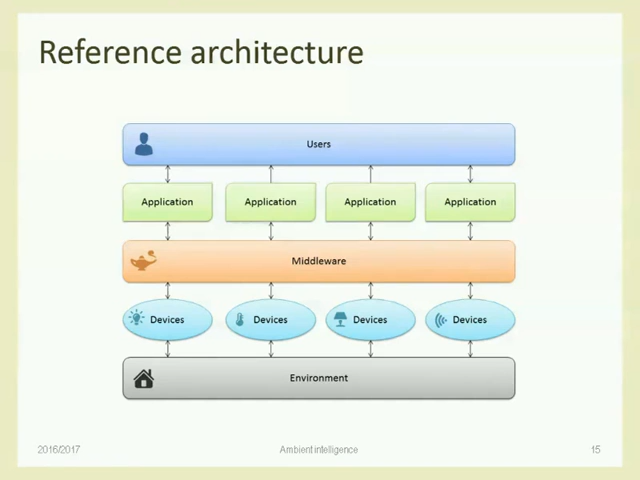 Reference architecture
Users
Application Application Application Application
Middleware
Devices Devices Devices Devices
Environment
2016/2017 Ambient intelligence 15